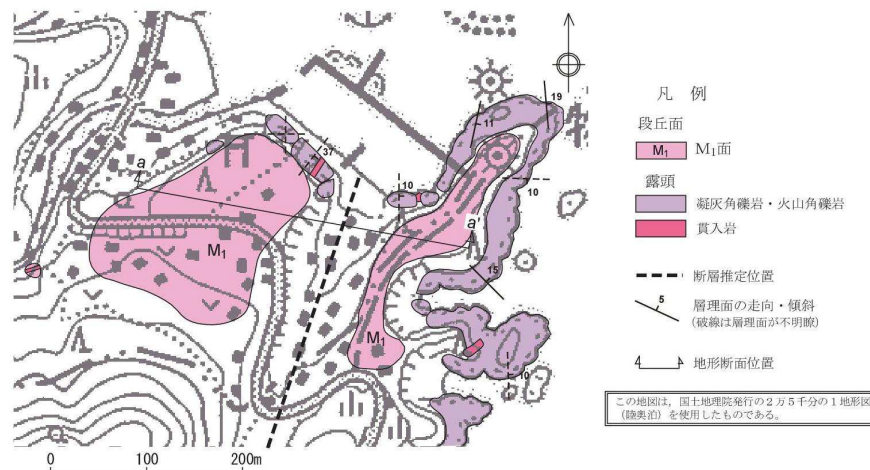 凡 例
段丘面
M₁
M₁面
露頭
凝灰角礫岩・火山角礫岩
貫入岩
断層推定位置
5
層理面の走向・傾斜
(破線は層理面が不明瞭)
地形断面位置
この地図は,国土地理院発行の2万5千分の1地形図
(陸奥泊)を使用したものである。
19
11
37
a
10
10
a'
M₁
15
M₁
10
0 100 200m